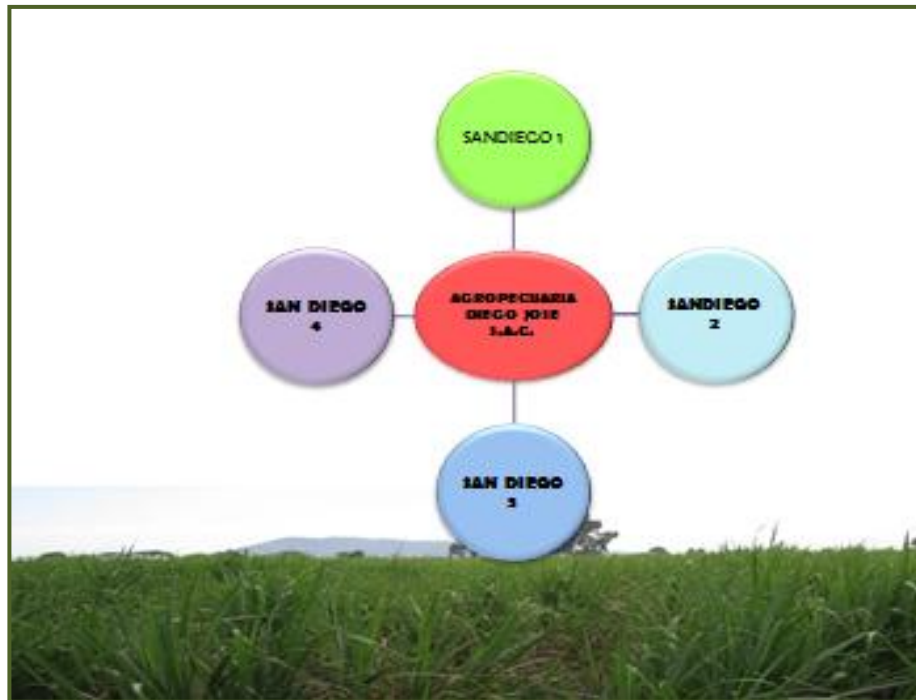 SANDIEGO 1
SAN DIEGO
4
AGROPECUARIA
DIEGO JOSE
S.A.C.
SANDIEGO
2
SAN DIEGO
3